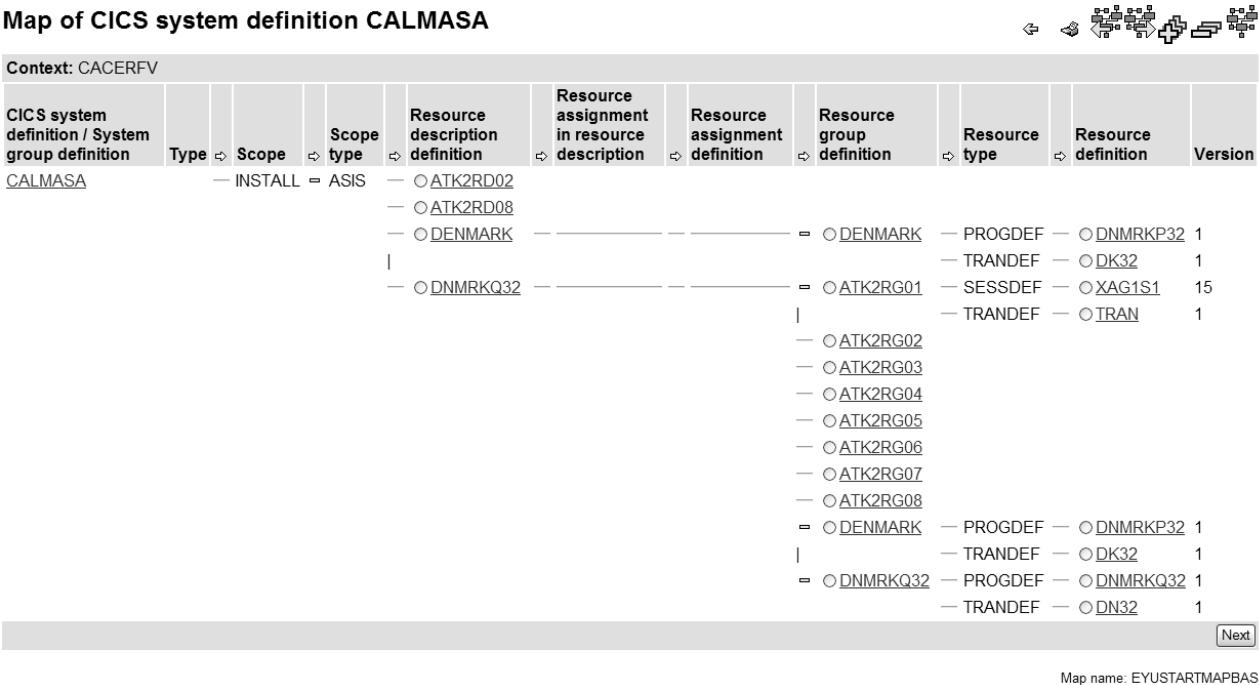 Map of CICS system definition CALMASA
Context: CACERFV
CICS system definition / System group definition Type Scope Scope type Resource description definition Resource assignment in resource description Resource assignment definition Resource group definition Resource type Resource definition Version
CALMASA INSTALL ASIS ATK2RD02
ATK2RD08
DENMARK DENMARK PROGDEF DNMRKP32 1
TRANDEF DK32 1
DNMRKQ32 ATK2RG01 SESSDEF XAG1S1 15
TRANDEF TRAN 1
ATK2RG02
ATK2RG03
ATK2RG04
ATK2RG05
ATK2RG06
ATK2RG07
ATK2RG08
DENMARK PROGDEF DNMRKP32 1
TRANDEF DK32 1
DNMRKQ32 PROGDEF DNMRKQ32 1
TRANDEF DN32 1
Next
Map name: EYUSTARTMAPBAS